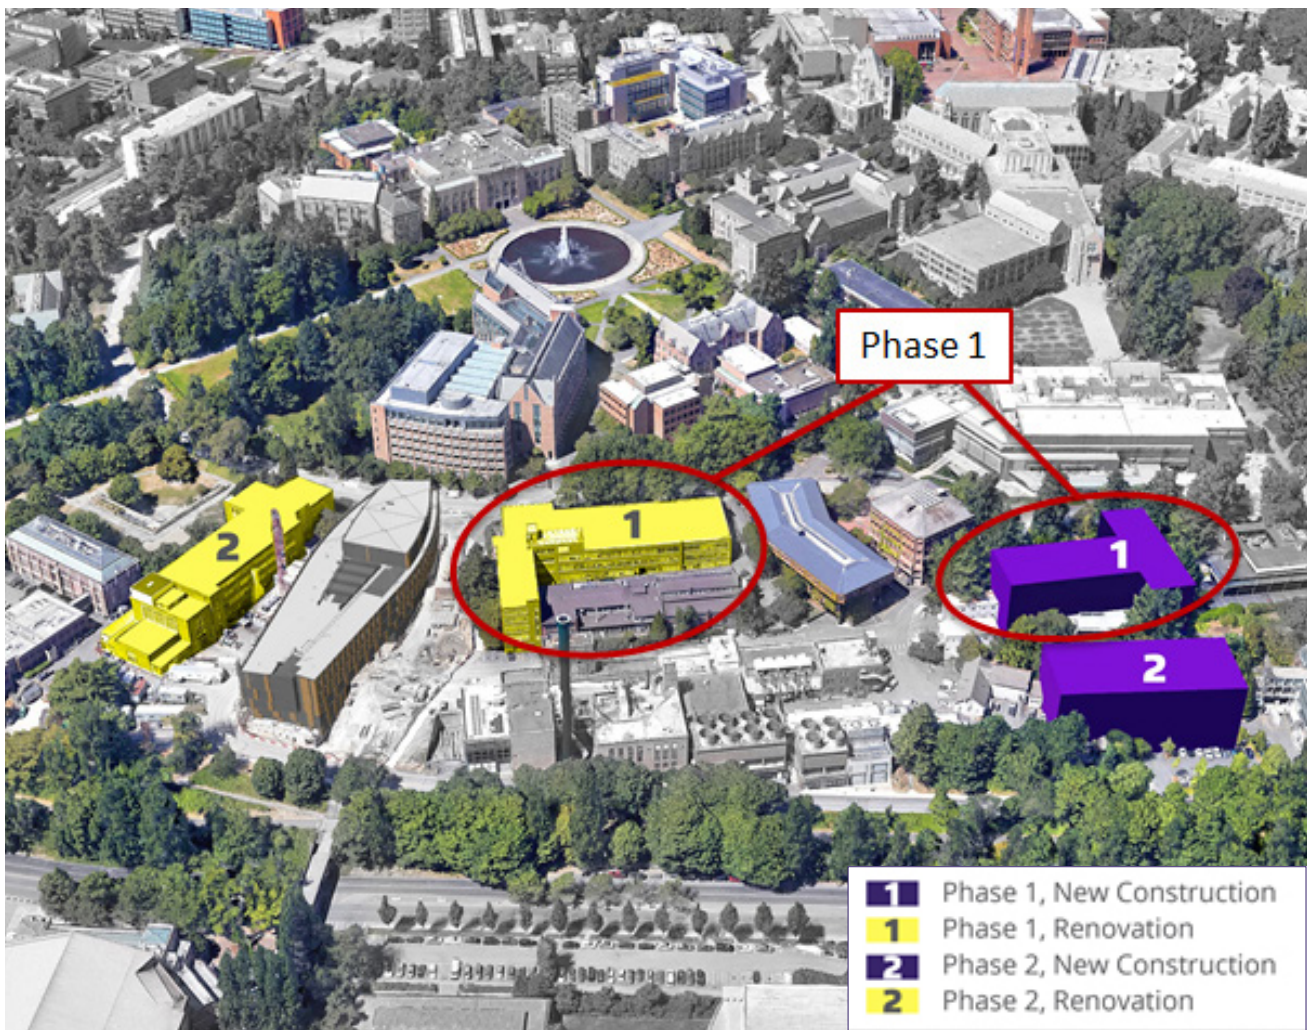 Phase 1
1
2
1
2
1 Phase 1, New Construction
1 Phase 1, Renovation
2 Phase 2, New Construction
2 Phase 2, Renovation